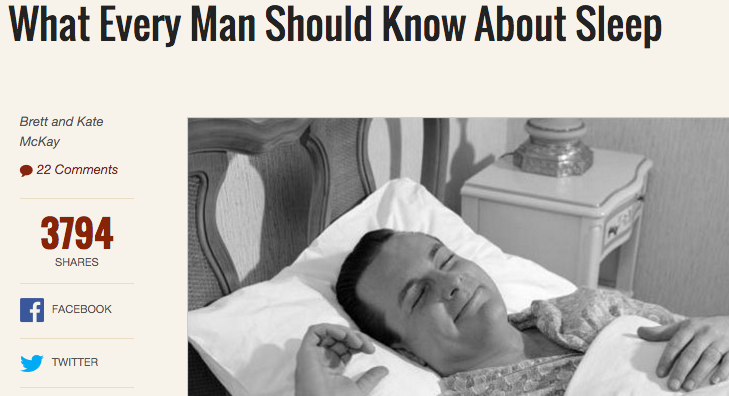 What Every Man Should Know About Sleep
Brett and Kate
McKay
22 Comments
3794
SHARES
FACEBOOK
TWITTER